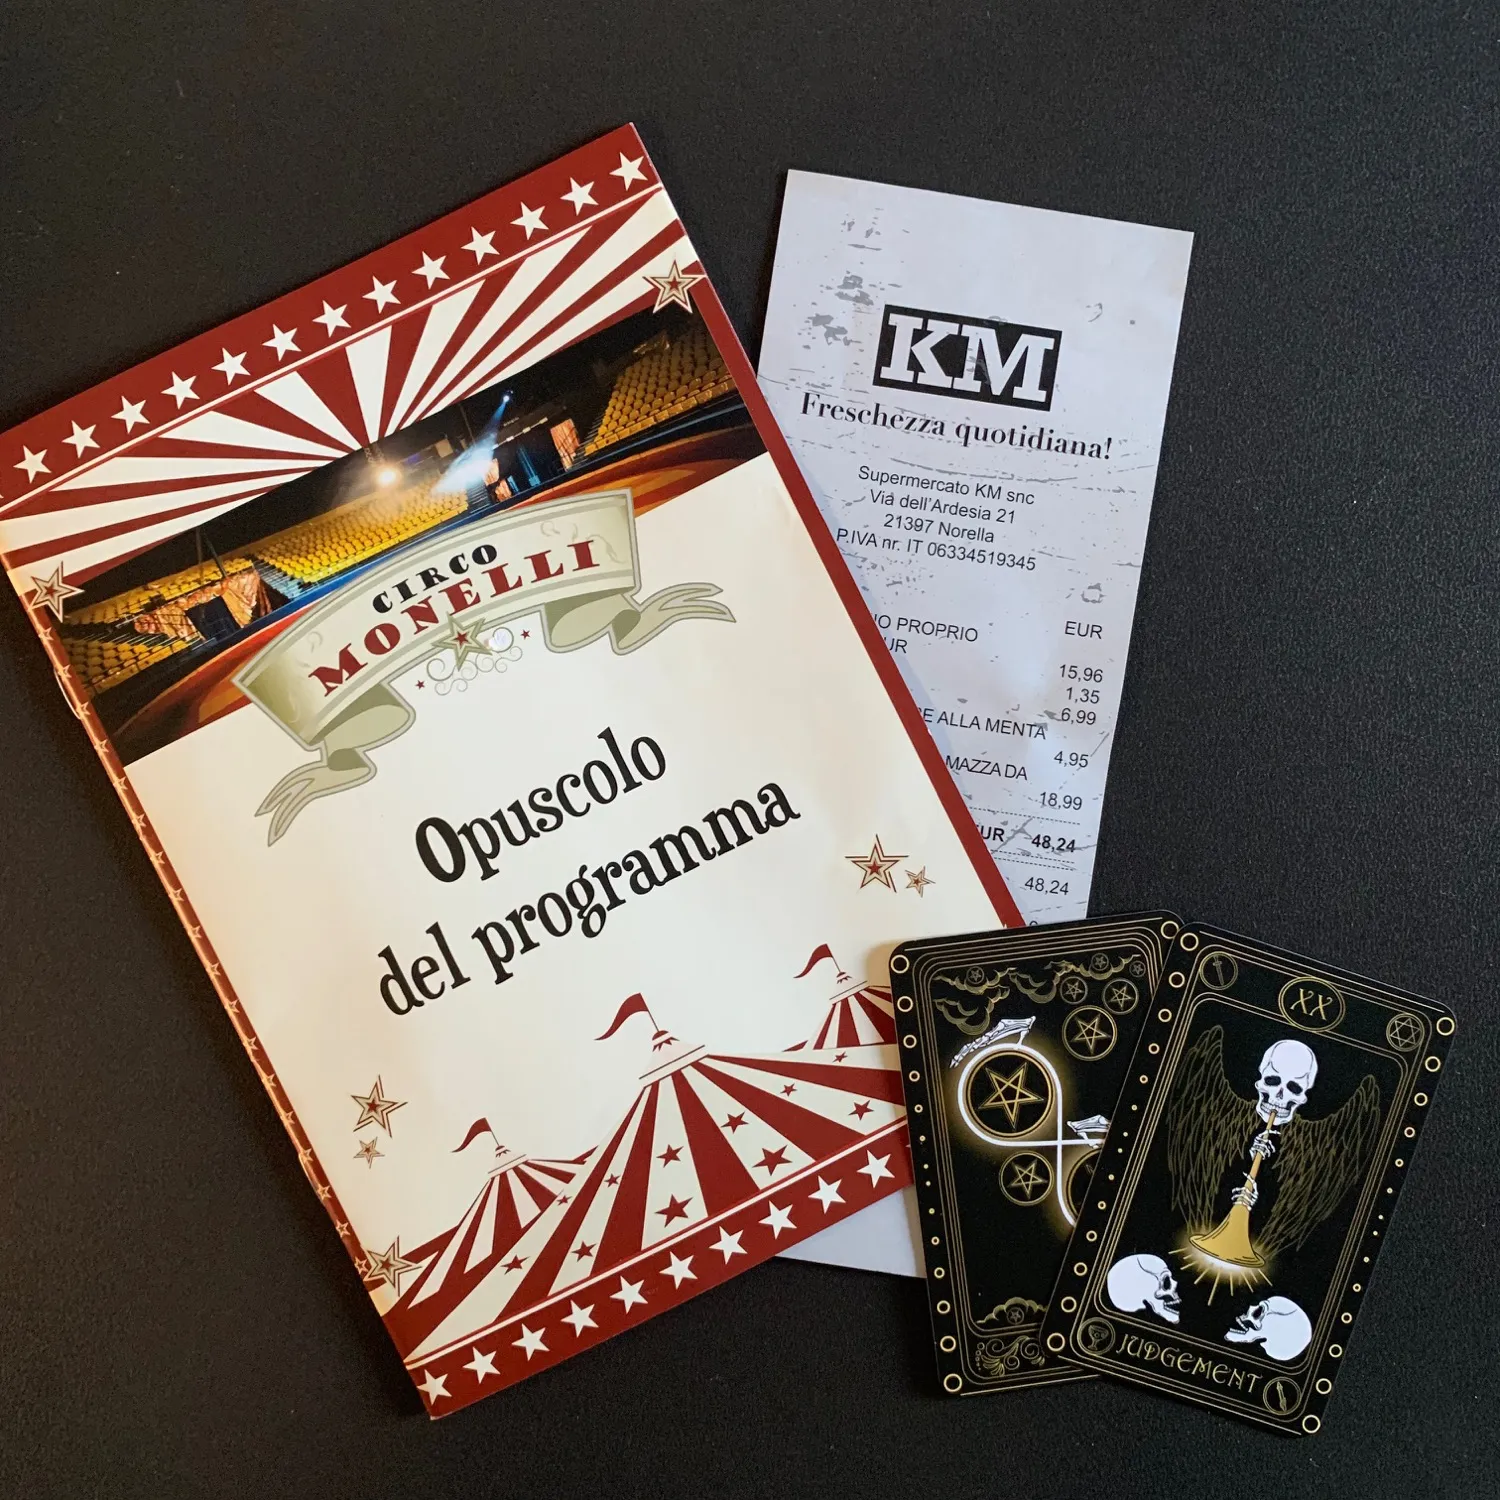 CIRCO
MONELLI
Opuscolo
del programma
KM
Freschezza quotidiana!
Supermercato KM snc
Via dell'Ardesia 21
21397 Norella
P.IVA nr. IT 06334519345
EUR
PROPRIO
15,96
1,35
6,99
ALLA MENTA
4,95
MAZZA DA
18,99
48,24
48,24
XX
JUDGEMENT